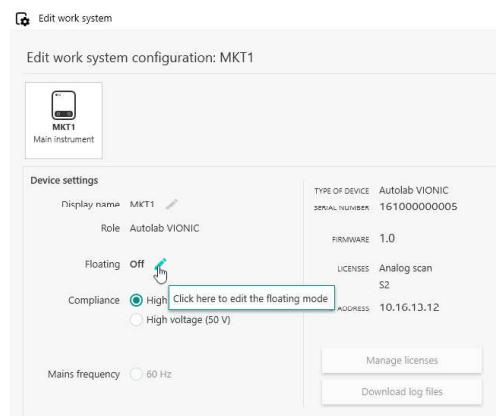 Edit work system
Edit work system configuration: MKT1
MKT1
Main instrument
Device settings
Display name MKT1
Role Autolab VIONIC
Floating Off
Click here to edit the floating mode
Compliance High
High voltage (50 V)
Mains frequency 60 Hz
TYPE OF DEVICE Autolab VIONIC
SERIAL NUMBER 161000000005
FIRMWARE 1.0
LICENSES Analog scan
S2
ADDRESS 10.16.13.12
Manage licenses
Download log files